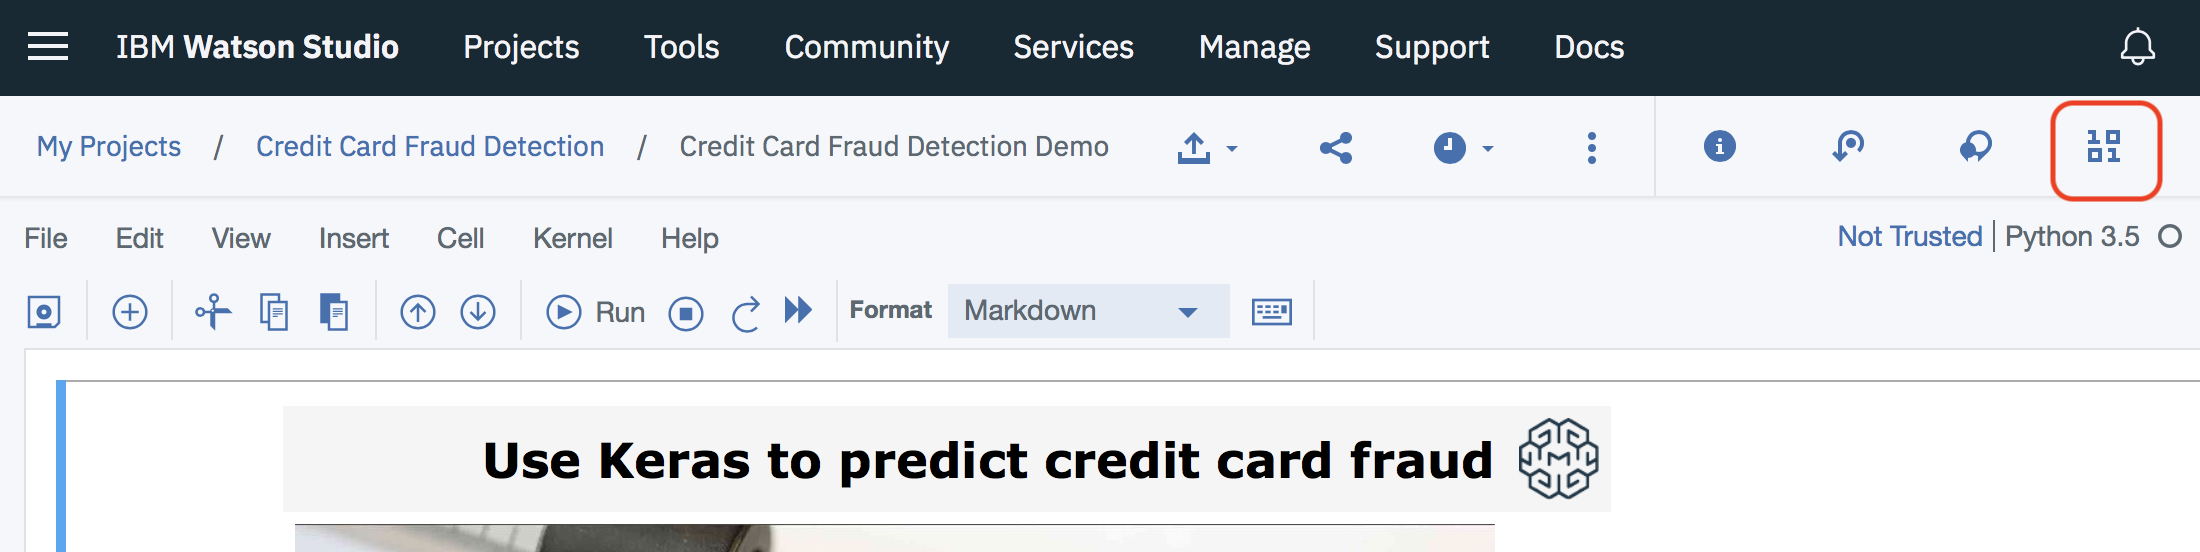 IBM Watson Studio Projects Tools Community Services Manage Support Docs
My Projects / Credit Card Fraud Detection / Credit Card Fraud Detection Demo
File Edit View Insert Cell Kernel Help Not Trusted | Python 3.5
Run Format Markdown
Use Keras to predict credit card fraud